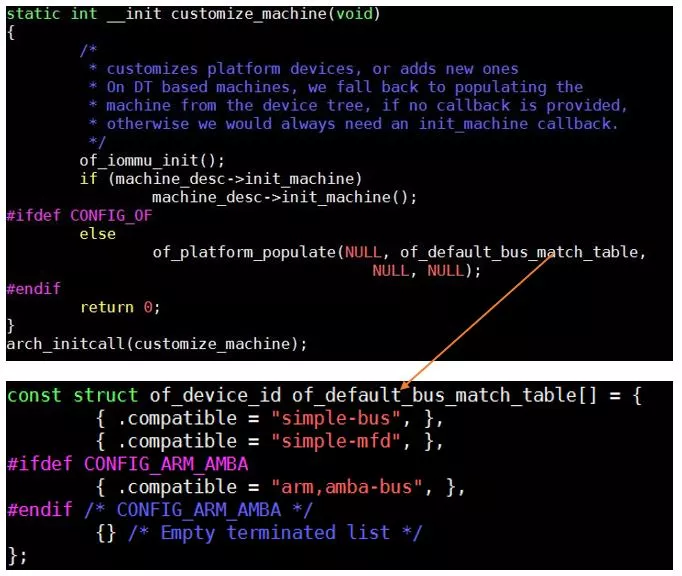 static int __init customize_machine(void)
{
        /*
         * customizes platform devices, or adds new ones
         * On DT based machines, we fall back to populating the
         * machine from the device tree, if no callback is provided,
         * otherwise we would always need an init_machine callback.
         */
        of_iommu_init();
        if (machine_desc->init_machine)
                machine_desc->init_machine();
#ifdef CONFIG_OF
        else
                of_platform_populate(NULL, of_default_bus_match_table,
                                        NULL, NULL);
#endif
        return 0;
}
arch_initcall(customize_machine);
const struct of_device_id of_default_bus_match_table[] = {
        { .compatible = "simple-bus", },
        { .compatible = "simple-mfd", },
#ifdef CONFIG_ARM_AMBA
        { .compatible = "arm,amba-bus", },
#endif /* CONFIG_ARM_AMBA */
        {} /* Empty terminated list */
};